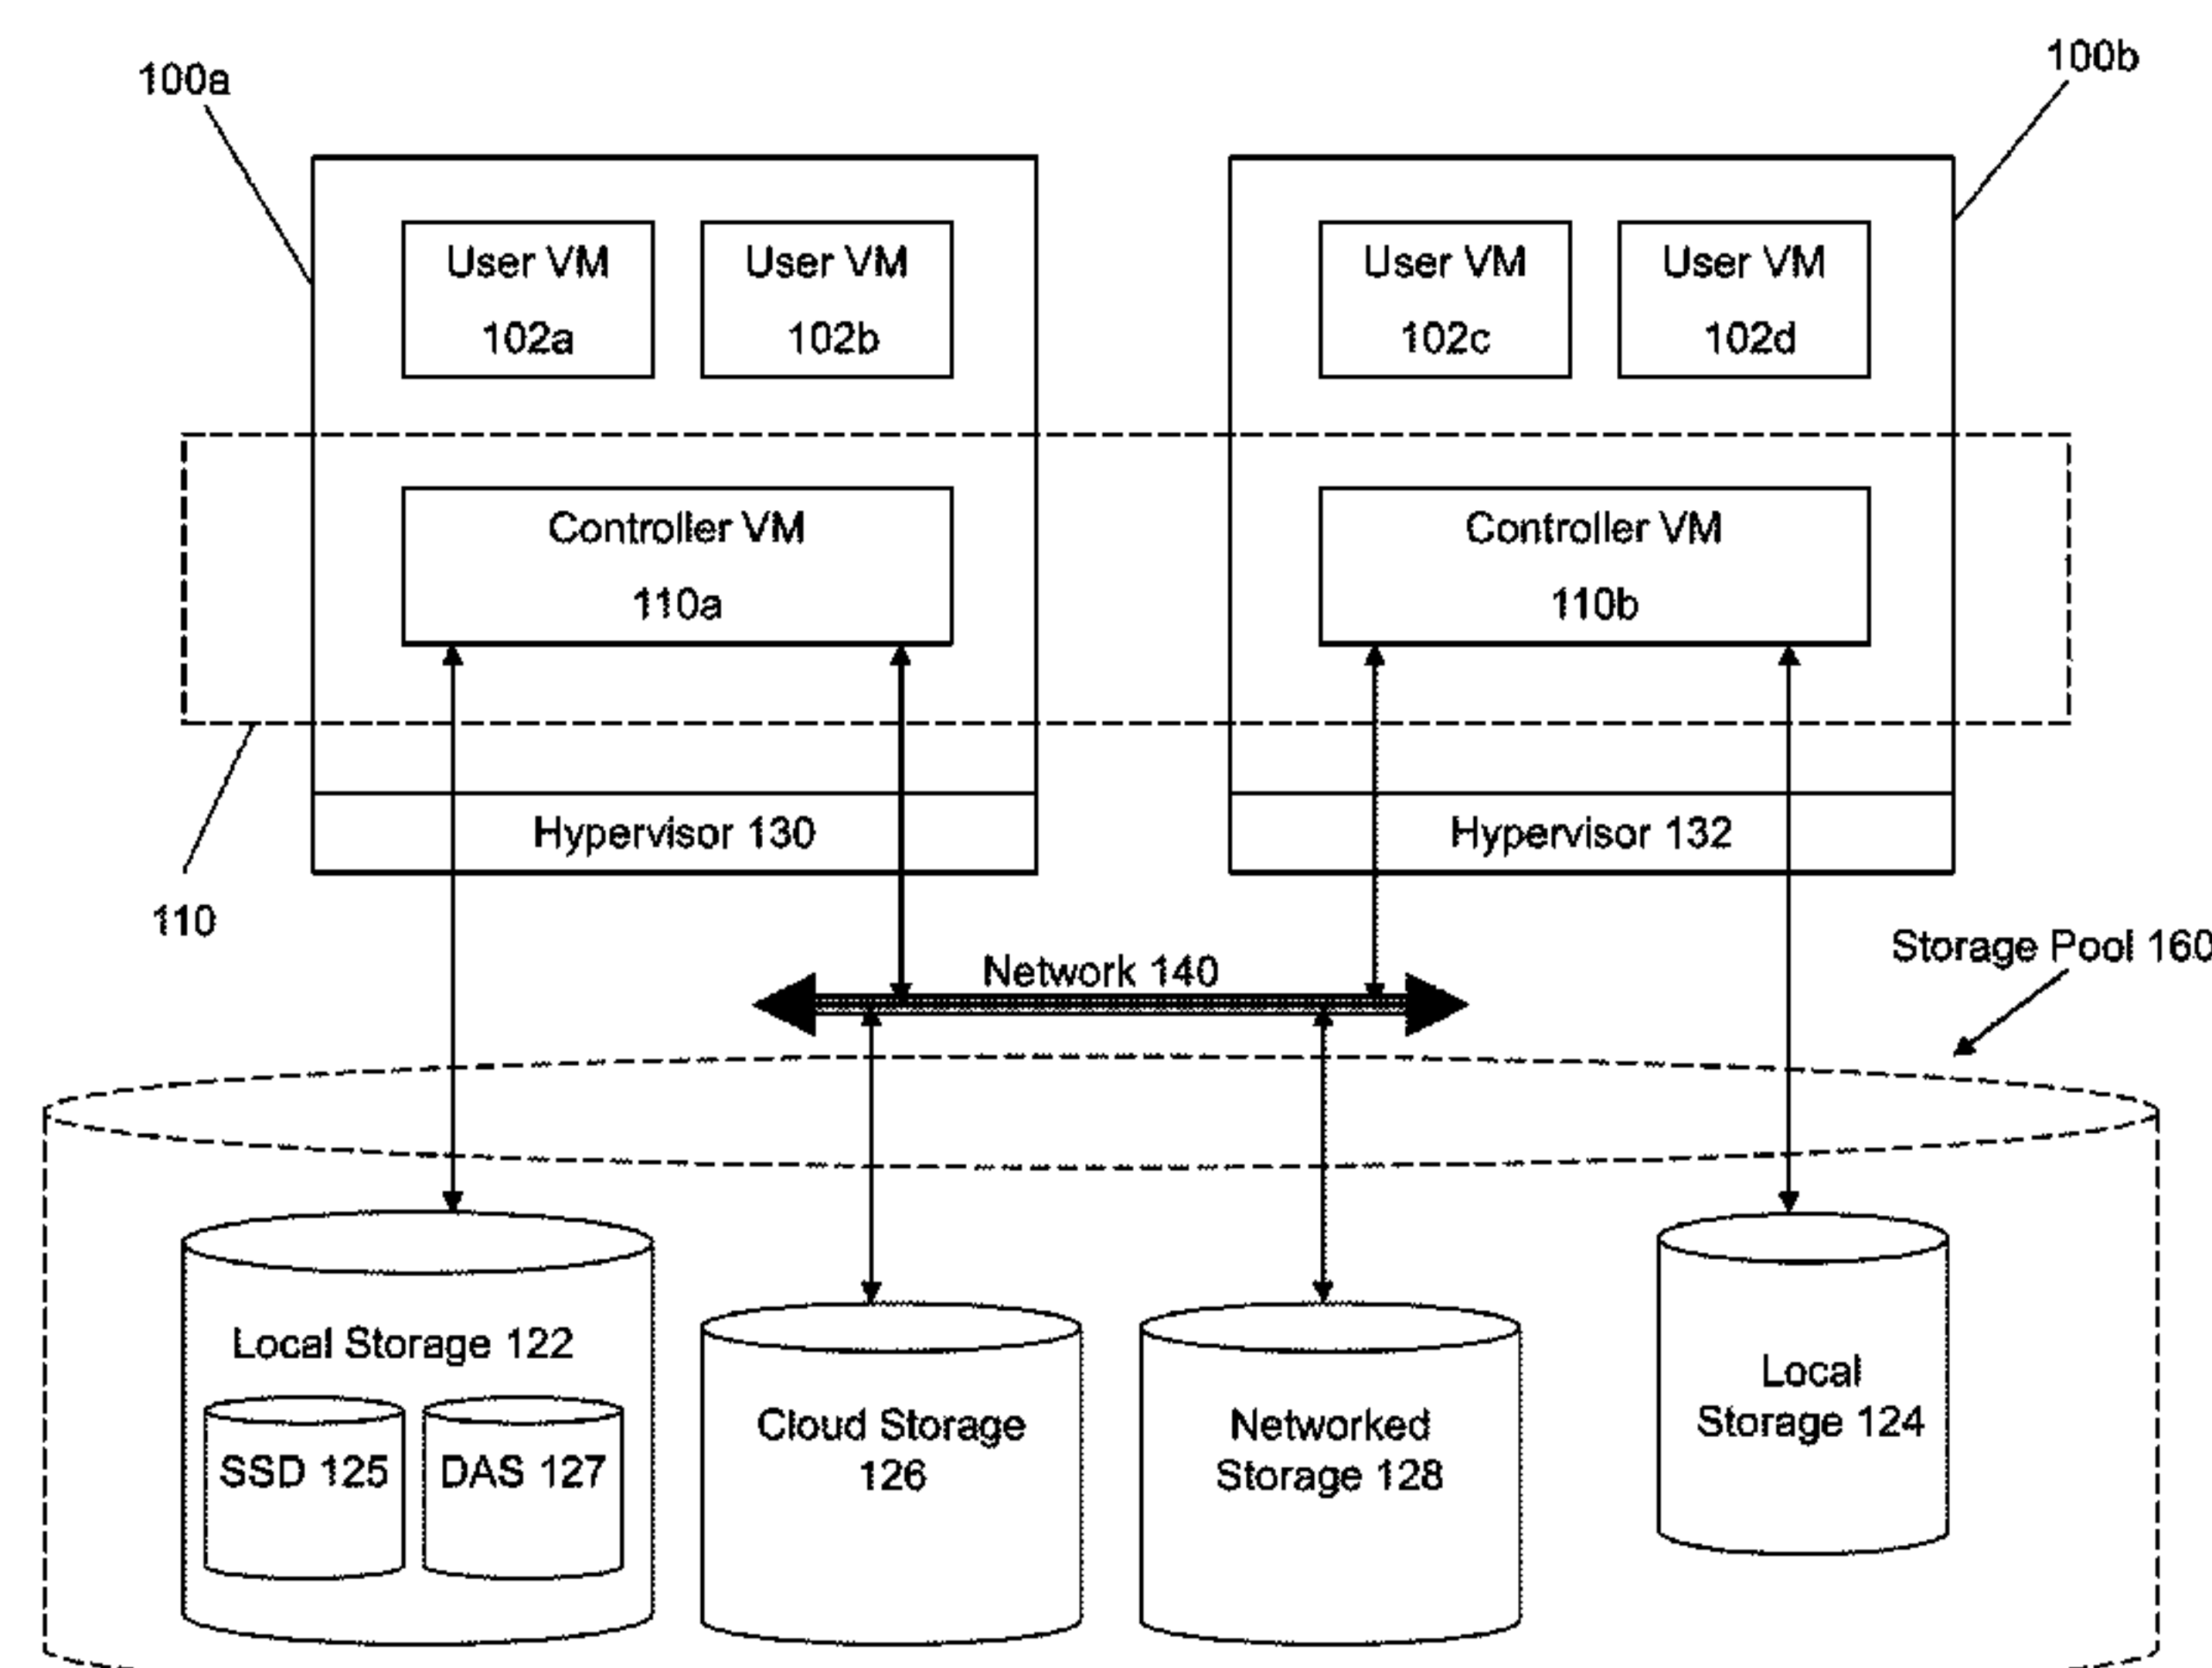 100a
100b
User VM
102a
User VM
102b
User VM
102c
User VM
102d
Controller VM
110a
Controller VM
110b
Hypervisor 130
Hypervisor 132
110
Network 140
Storage Pool 160
Local Storage 122
SSD 125
DAS 127
Cloud Storage
126
Networked
Storage 128
Local
Storage 124